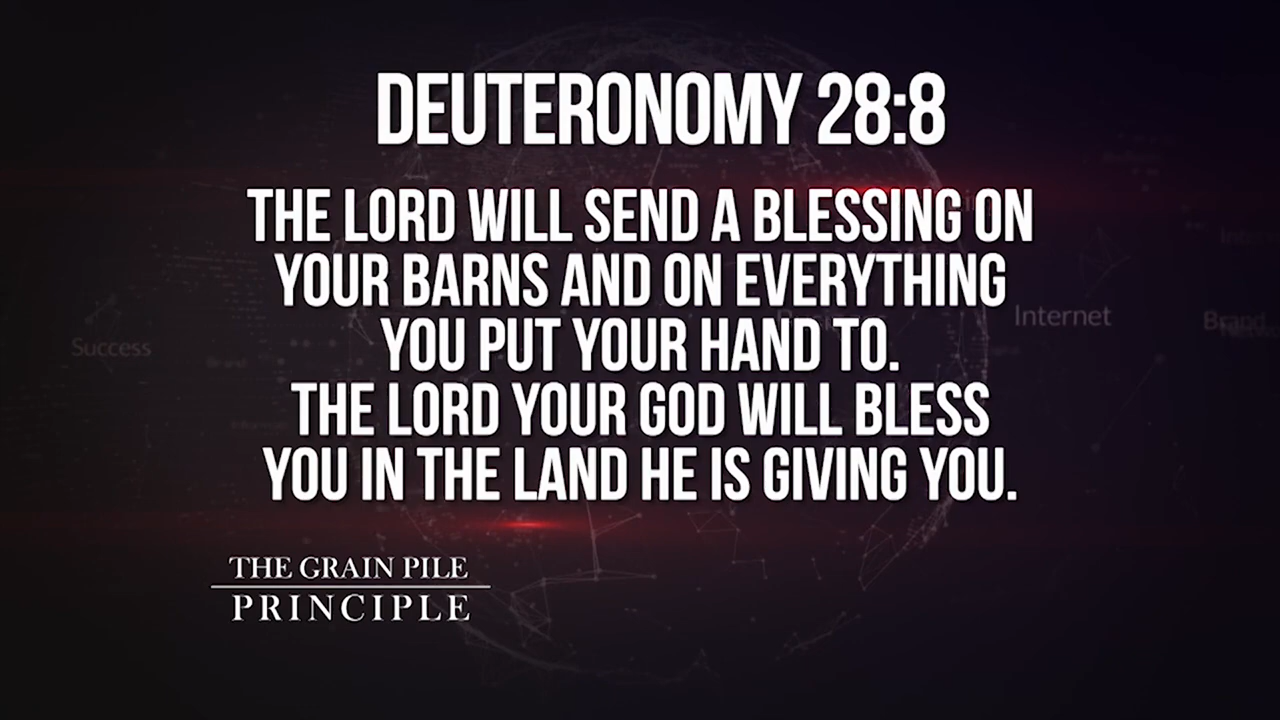 DEUTERONOMY 28:8
THE LORD WILL SEND A BLESSING ON
YOUR BARNS AND ON EVERYTHING
YOU PUT YOUR HAND TO.
THE LORD YOUR GOD WILL BLESS
YOU IN THE LAND HE IS GIVING YOU.
Internet
Brand
Success
THE GRAIN PILE
PRINCIPLE